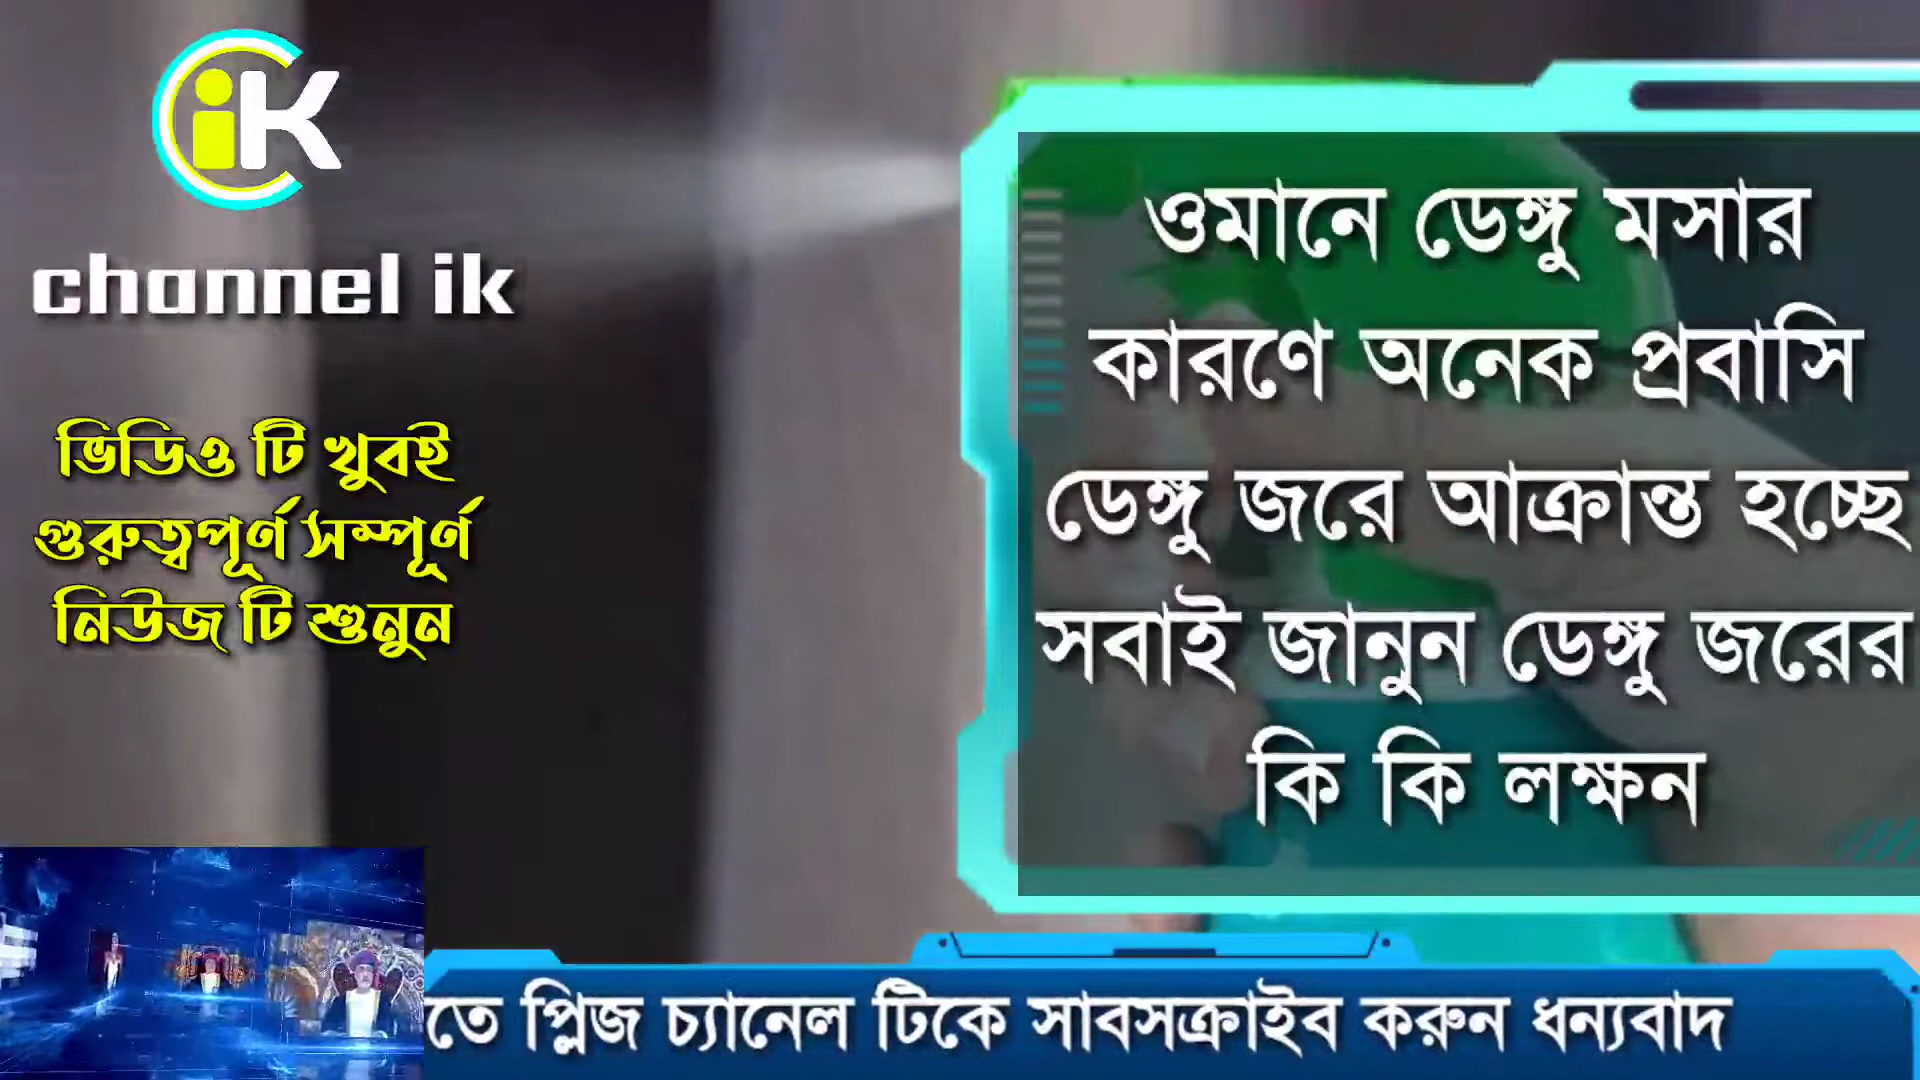 iK
channel ik
ভিডিও টি খুবই
গুরুত্বপূর্ণ সম্পূর্ণ
নিউজ টি শুনুন
ওমানে ডেঙ্গু মসার
কারণে অনেক প্রবাসি
ডেঙ্গু জরে আক্রান্ত হচ্ছে
সবাই জানুন ডেঙ্গু জরের
কি কি লক্ষন
তে প্লিজ চ্যানেল টিকে সাবসক্রাইব করুন ধন্যবাদ